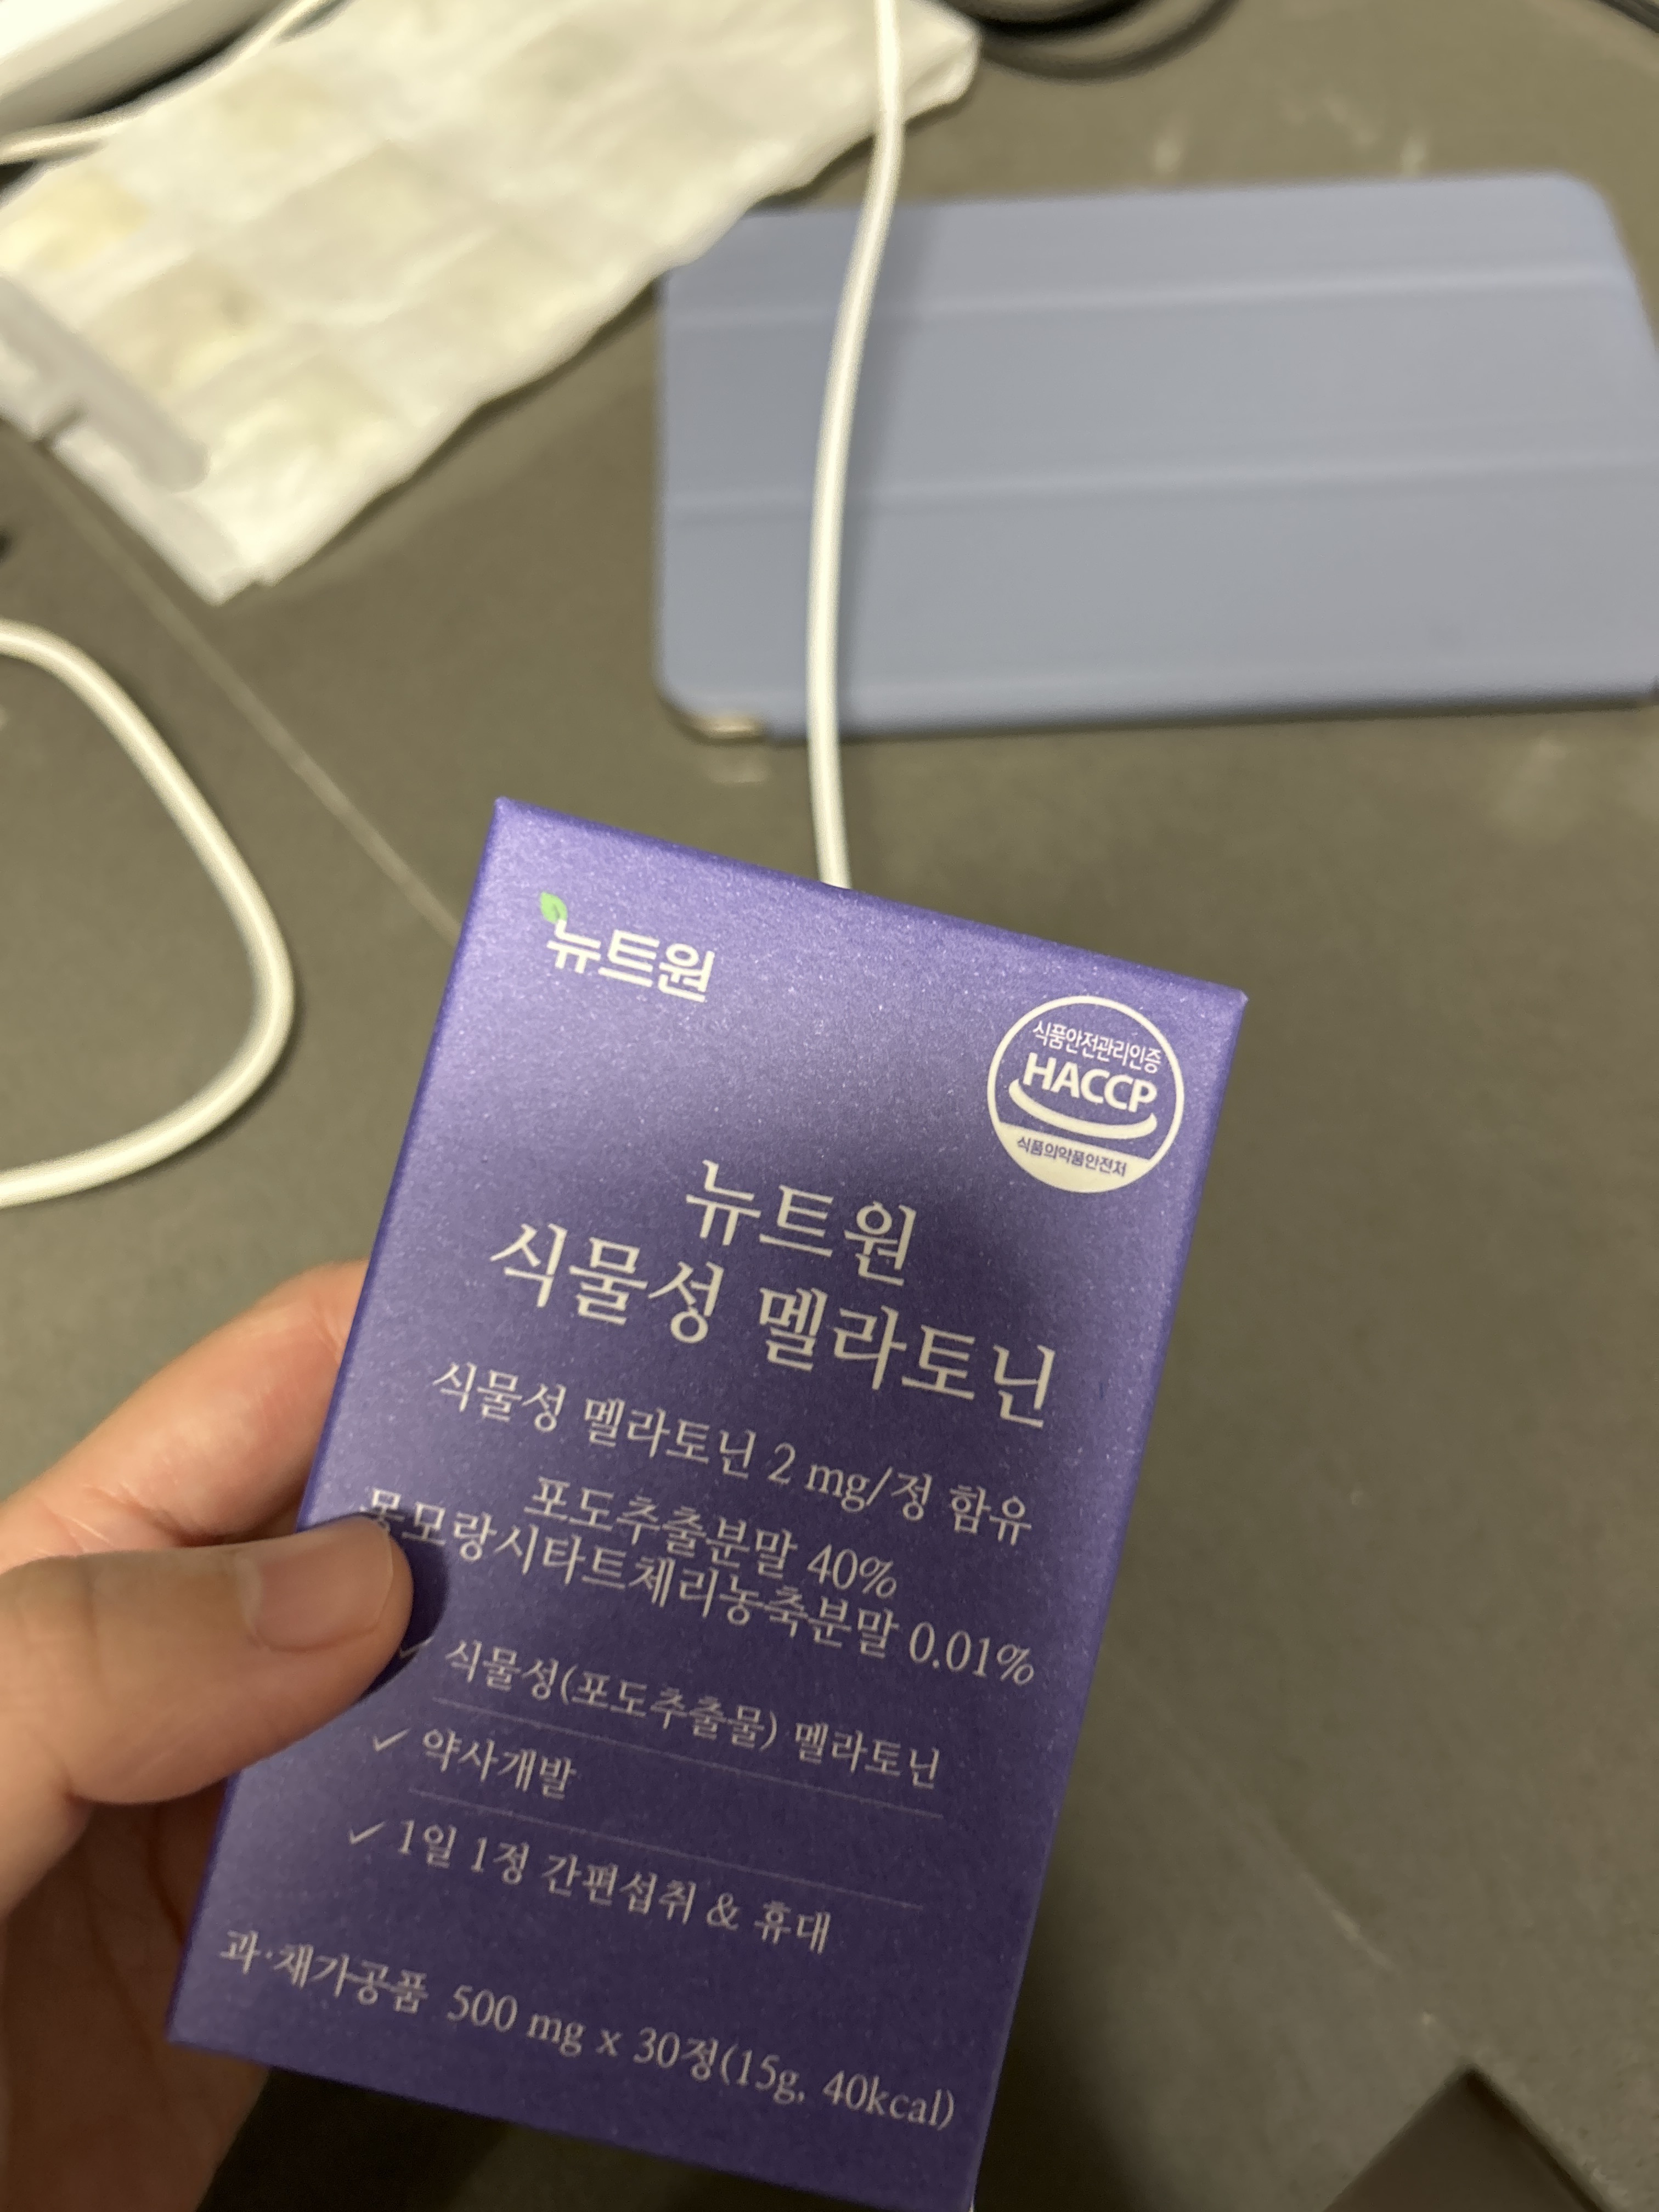 뉴트원
식품안전관리인증
HACCP
식품의약품안전처
뉴트원
식물성 멜라토닌
식물성 멜라토닌 2 mg/정 함유
포도추출분말 40%
몽모랑시타트체리농축분말 0.01%
✓ 식물성(포도추출물) 멜라토닌
✓ 약사개발
✓ 1일 1정 간편섭취 & 휴대
과·채가공품 500 mg x 30정(15g, 40kcal)